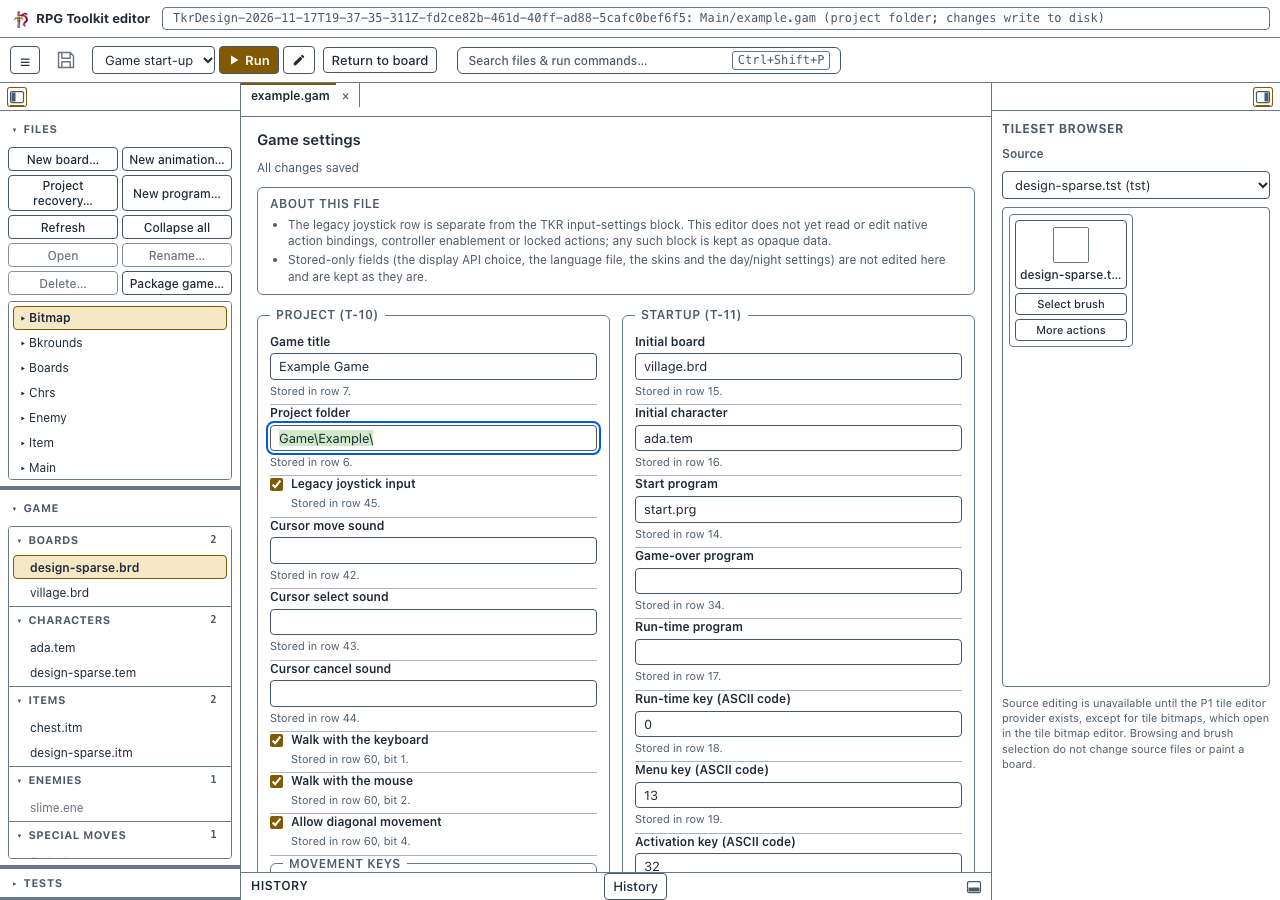 RPG Toolkit editor
TkrDesign-2026-11-17T19-37-35-311Z-fd2ce82b-461d-40ff-ad88-5cafc0bef6f5: Main/example.gam (project folder; changes write to disk)
Game start-up
Run
Return to board
Search files & run commands...
Ctrl+Shift+P
FILES
New board...
New animation...
Project recovery...
New program...
Refresh
Collapse all
Open
Rename...
Delete...
Package game...
Bitmap
Bkrounds
Boards
Chrs
Enemy
Item
Main
GAME
BOARDS 2
design-sparse.brd
village.brd
CHARACTERS 2
ada.tem
design-sparse.tem
ITEMS 2
chest.itm
design-sparse.itm
ENEMIES 1
slime.ene
SPECIAL MOVES 1
TESTS
example.gam ×
Game settings
All changes saved
ABOUT THIS FILE
• The legacy joystick row is separate from the TKR input-settings block. This editor does not yet read or edit native
action bindings, controller enablement or locked actions; any such block is kept as opaque data.
• Stored-only fields (the display API choice, the language file, the skins and the day/night settings) are not edited here
and are kept as they are.
PROJECT (T-10)
Game title
Example Game
Stored in row 7.
Project folder
Game\Example\
Stored in row 6.
Legacy joystick input
Stored in row 45.
Cursor move sound
Stored in row 42.
Cursor select sound
Stored in row 43.
Cursor cancel sound
Stored in row 44.
Walk with the keyboard
Stored in row 60, bit 1.
Walk with the mouse
Stored in row 60, bit 2.
Allow diagonal movement
Stored in row 60, bit 4.
MOVEMENT KEYS
STARTUP (T-11)
Initial board
village.brd
Stored in row 15.
Initial character
ada.tem
Stored in row 16.
Start program
start.prg
Stored in row 14.
Game-over program
Stored in row 34.
Run-time program
Stored in row 17.
Run-time key (ASCII code)
0
Stored in row 18.
Menu key (ASCII code)
13
Stored in row 19.
Activation key (ASCII code)
32
HISTORY
History
TILESET BROWSER
Source
design-sparse.tst (tst)
design-sparse.t...
Select brush
More actions
Source editing is unavailable until the P1 tile editor
provider exists, except for tile bitmaps, which open
in the tile bitmap editor. Browsing and brush
selection do not change source files or paint a
board.